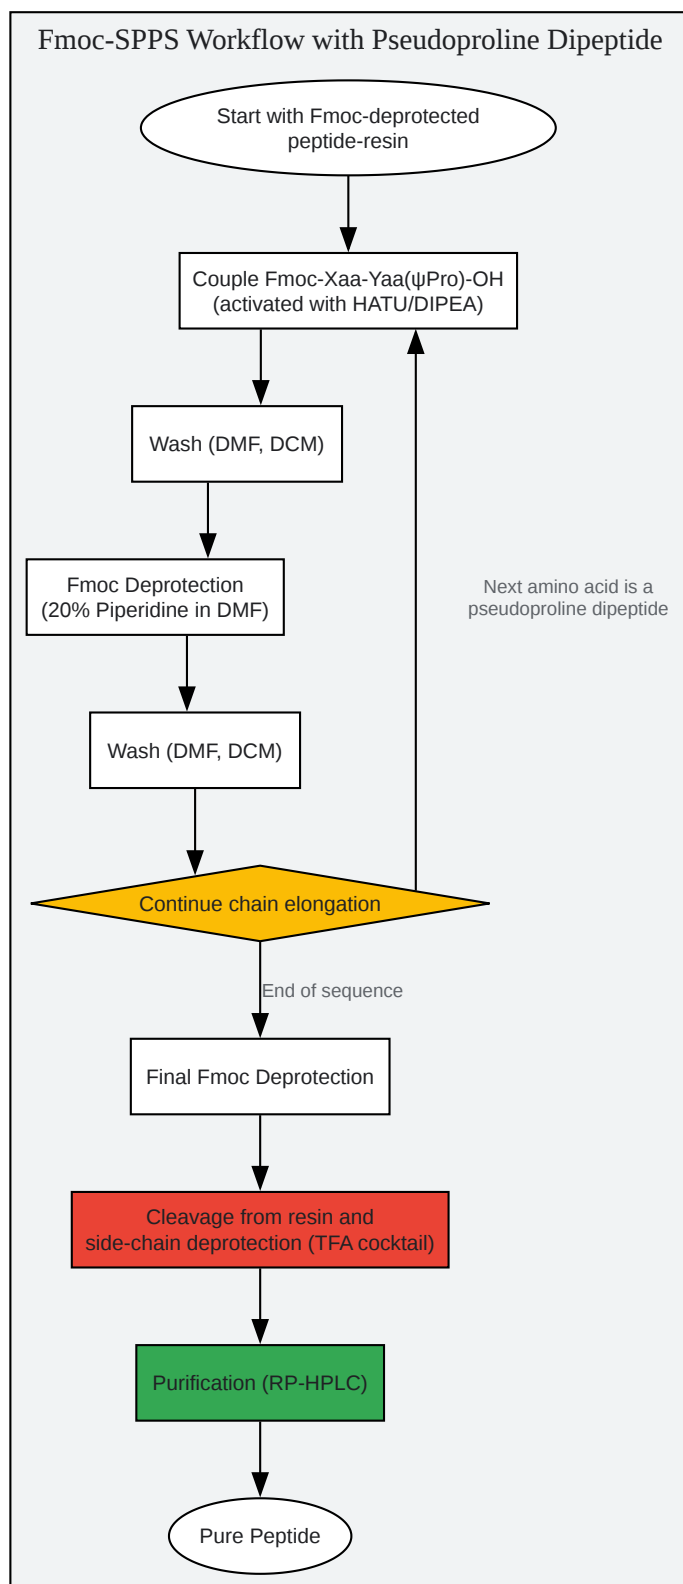 Fmoc-SPPS Workflow with Pseudoproline Dipeptide
Start with Fmoc-deprotected
peptide-resin
Couple Fmoc-Xaa-Yaa(ψPro)-OH
(activated with HATU/DIPEA)
Wash (DMF, DCM)
Fmoc Deprotection
(20% Piperidine in DMF)
Next amino acid is a
pseudoproline dipeptide
Wash (DMF, DCM)
Continue chain elongation
End of sequence
Final Fmoc Deprotection
Cleavage from resin and
side-chain deprotection (TFA cocktail)
Purification (RP-HPLC)
Pure Peptide